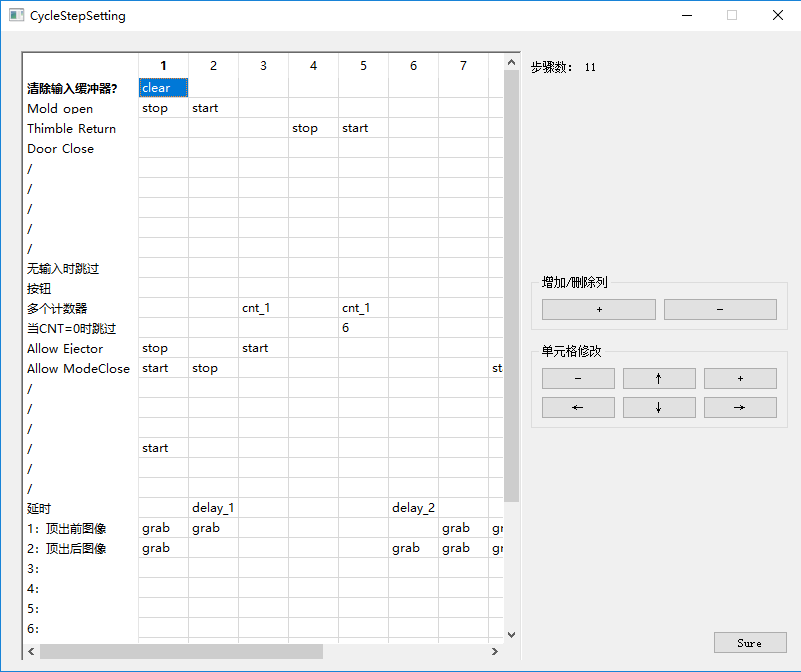 CycleStepSetting
1 2 3 4 5 6 7
清除输入缓冲器? clear
Mold open stop start
Thimble Return stop start
Door Close
/
/
/
/
/
无输入时跳过
按钮
多个计数器 cnt_1 cnt_1
当CNT=0时跳过 6
Allow Ejector stop start
Allow ModeClose start stop st
/
/
/
/ start
/
/
延时 delay_1 delay_2
1: 顶出前图像 grab grab grab gr
2: 顶出后图像 grab grab grab gr
3:
4:
5:
6:
步骤数: 11
增加/删除列
+ -
单元格修改
- ↑ +
← ↓ →
Sure